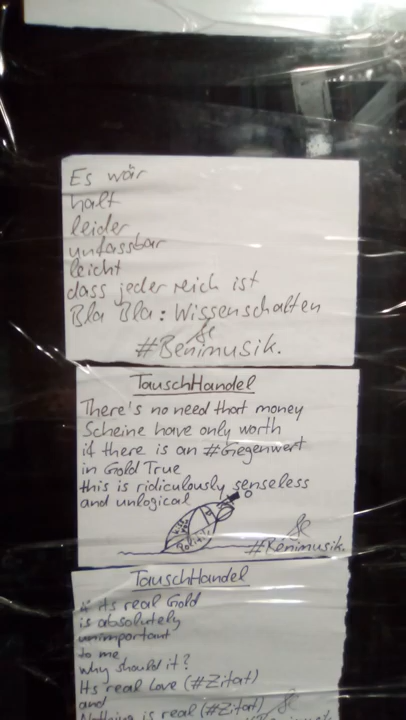 Es wär
halt
leider
unfassbar
leicht
dass jeder reich ist
Bla Bla: Wissenschaften
#Benimusik.
TauschHandel
There's no need that money
Scheine have only worth
if there is an #Gegenwert
in Gold True
this is ridiculously senseless
and unlogical
#Benimusik.
TauschHandel
if its real Gold
is absolutely
unimportant
to me
why should it?
Its real Love (#Zitat)
and
Nothing is real (#Zitat)